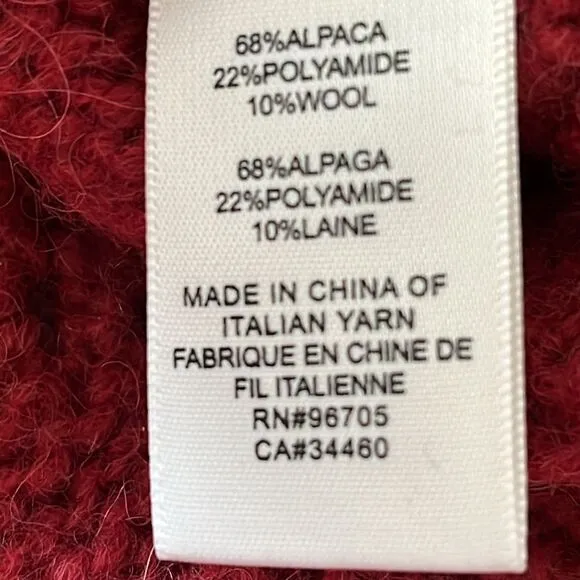 68%ALPACA
22%POLYAMIDE
10%WOOL
68%ALPAGA
22%POLYAMIDE
10%LAINE
MADE IN CHINA OF
ITALIAN YARN
FABRIQUE EN CHINE DE
FIL ITALIENNE
RN#96705
CA#34460